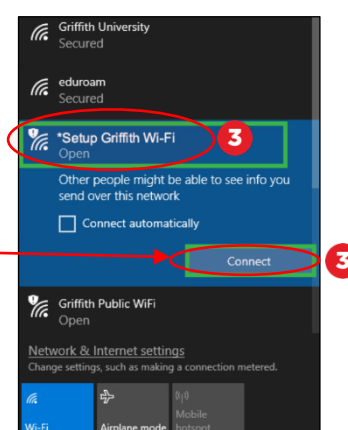 Griffith University
Secured
eduroam
Secured
*Setup Griffith Wi-Fi
3
Open
Other people might be able to see info you
send over this network
Connect automatically
Connect
3
Griffith Public WiFi
Open
Network & Internet settings
Change settings, such as making a connection metered.
Wi-Fi
Airplane mode
Mobile
hotspot